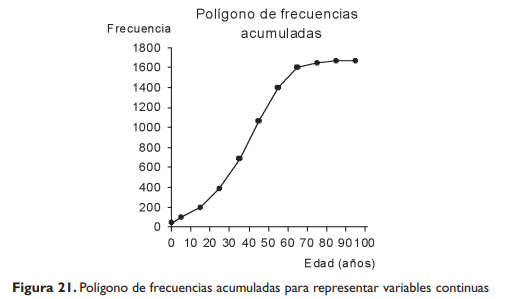 Polígono de frecuencias
acumuladas
Frecuencia
1800
1600
1400
1200
1000
800
600
400
200
0
0 10 20 30 40 50 60 70 80 90 100
Edad (años)
Figura 21. Polígono de frecuencias acumuladas para representar variables continuas